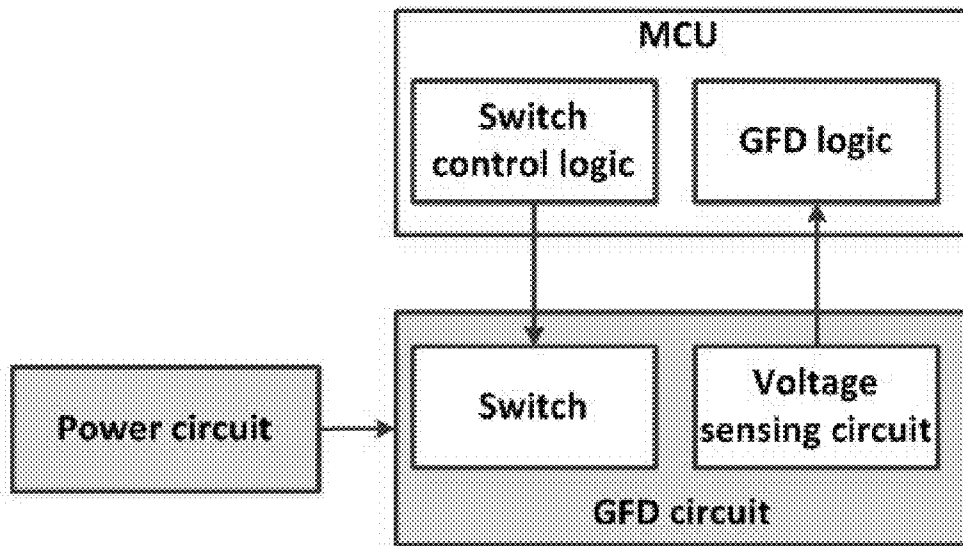 MCU
Switch
control logic
GFD logic
Power circuit
Switch
Voltage
sensing circuit
GFD circuit